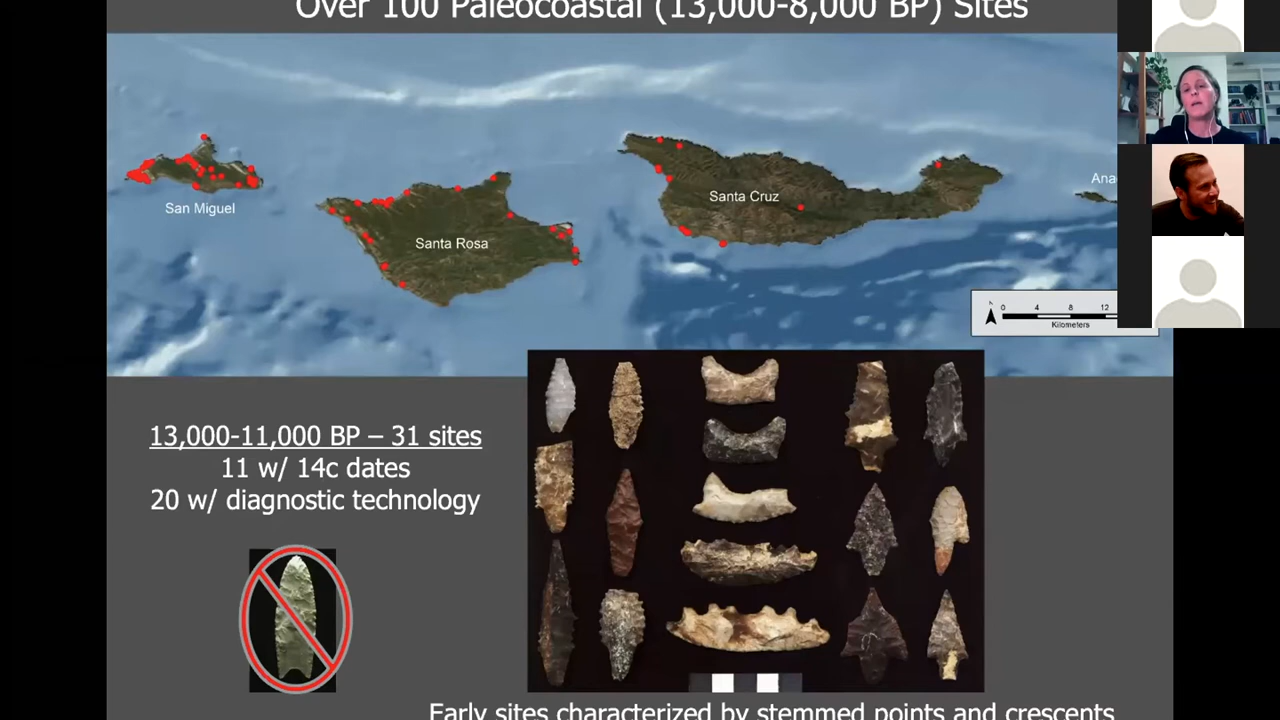 Over 100 Paleocoastal (13,000-8,000 BP) Sites
San Miguel
Santa Rosa
Santa Cruz
Ana
N
0 4 8 12
Kilometers
13,000-11,000 BP – 31 sites
11 w/ 14c dates
20 w/ diagnostic technology
Early sites characterized by stemmed points and crescents